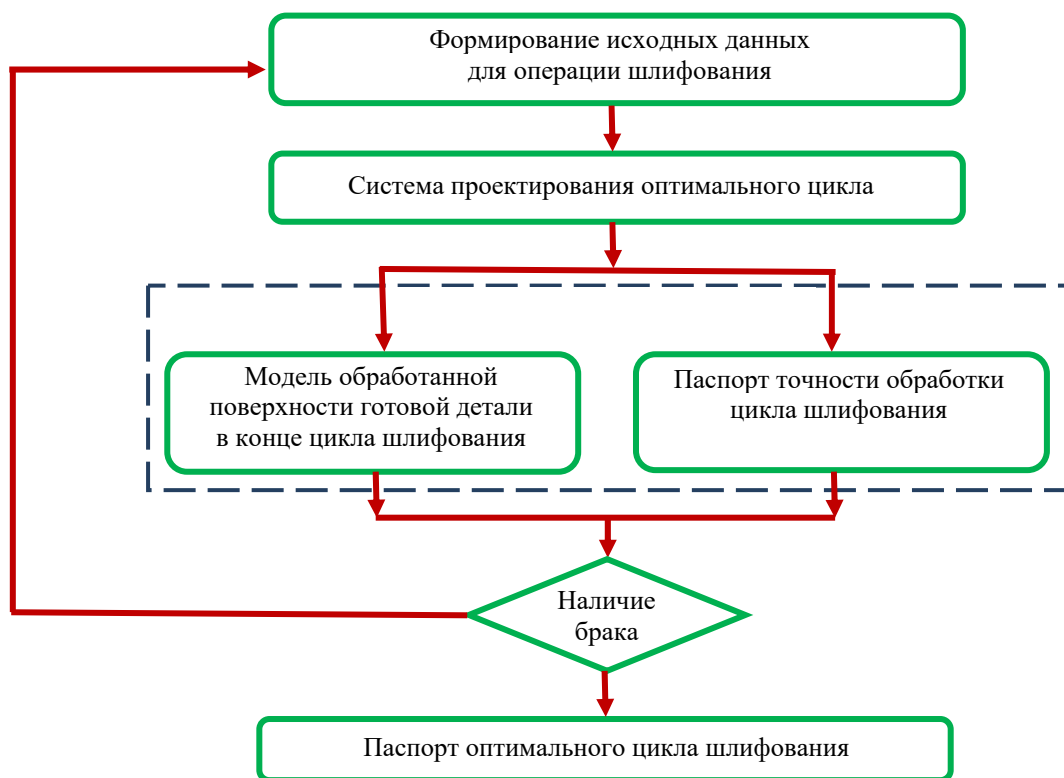 Формирование исходных данных
для операции шлифования
Система проектирования оптимального цикла
Модель обработанной
поверхности готовой детали
в конце цикла шлифования
Паспорт точности обработки
цикла шлифования
Наличие
брака
Паспорт оптимального цикла шлифования